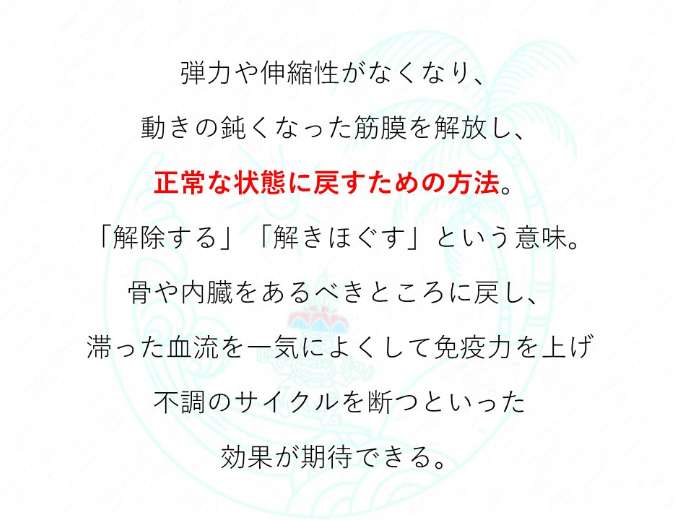 弾力や伸縮性がなくなり、
動きの鈍くなった筋膜を解放し、
正常な状態に戻すための方法。
「解除する」「解きほぐす」という意味。
骨や内臓をあるべきところに戻し、
滞った血流を一気によくして免疫力を上げ
不調のサイクルを断つといった
効果が期待できる。